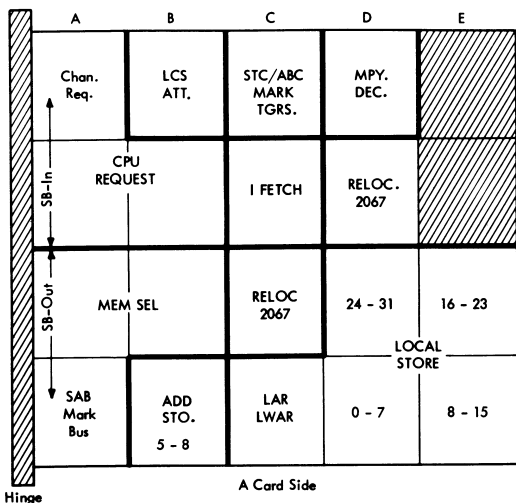 A B C D E
Chan.
Req.
LCS
ATT.
STC/ABC
MARK
TGRS.
MPY.
DEC.
SB-In
CPU
REQUEST
I FETCH
RELOC.
2067
SB-Out
MEM SEL
RELOC
2067
24 - 31
16 - 23
LOCAL
STORE
SAB
Mark
Bus
ADD
STO.
5 - 8
LAR
LWAR
0 - 7
8 - 15
A Card Side
Hinge